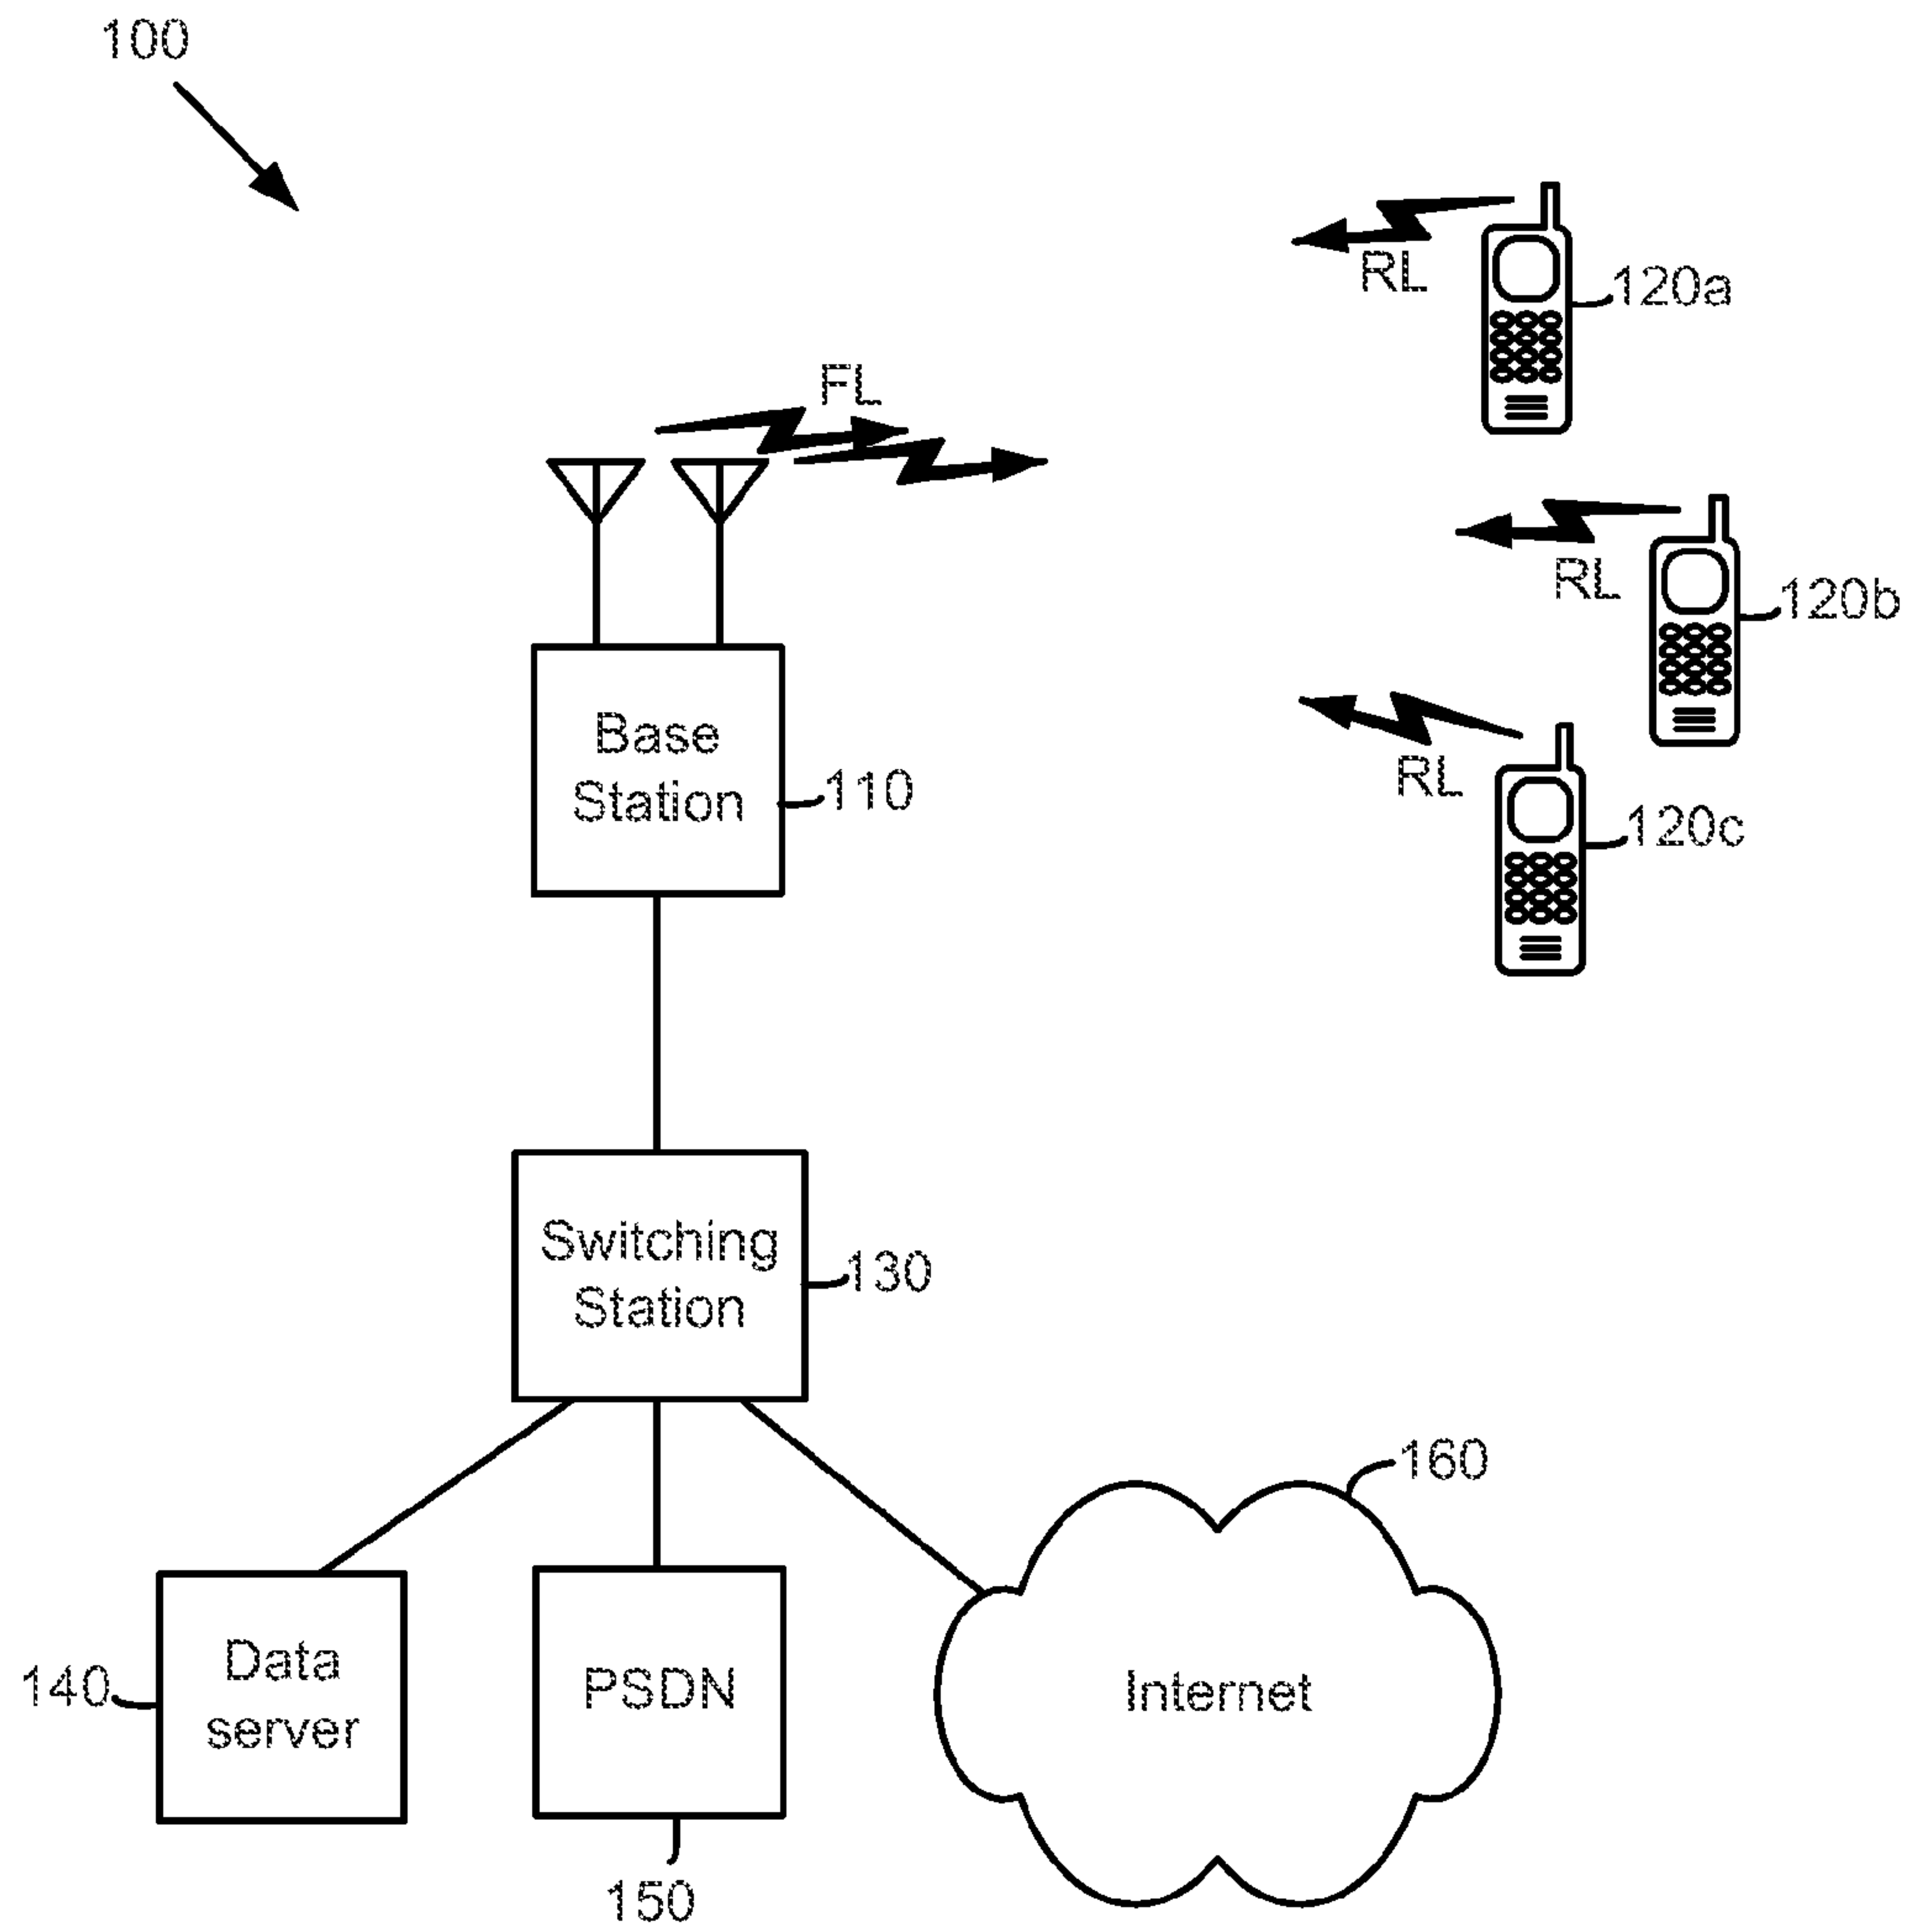 100
RL
120a
FL
RL
120b
Base
Station
110
RL
120c
Switching
Station
130
160
Data
server
140
PSDN
150
Internet